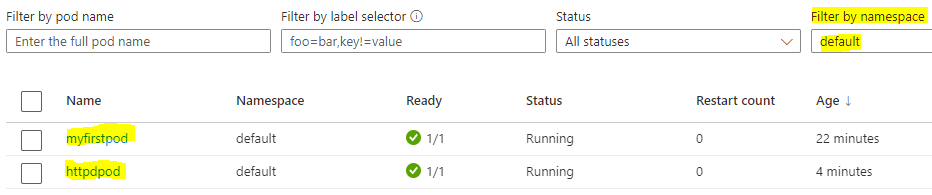 Filter by pod name Filter by label selector Status Filter by namespace
Enter the full pod name foo=bar,key!=value All statuses default
Name Namespace Ready Status Restart count Age ↓
myfirstpod default 1/1 Running 0 22 minutes
httpdpod default 1/1 Running 0 4 minutes